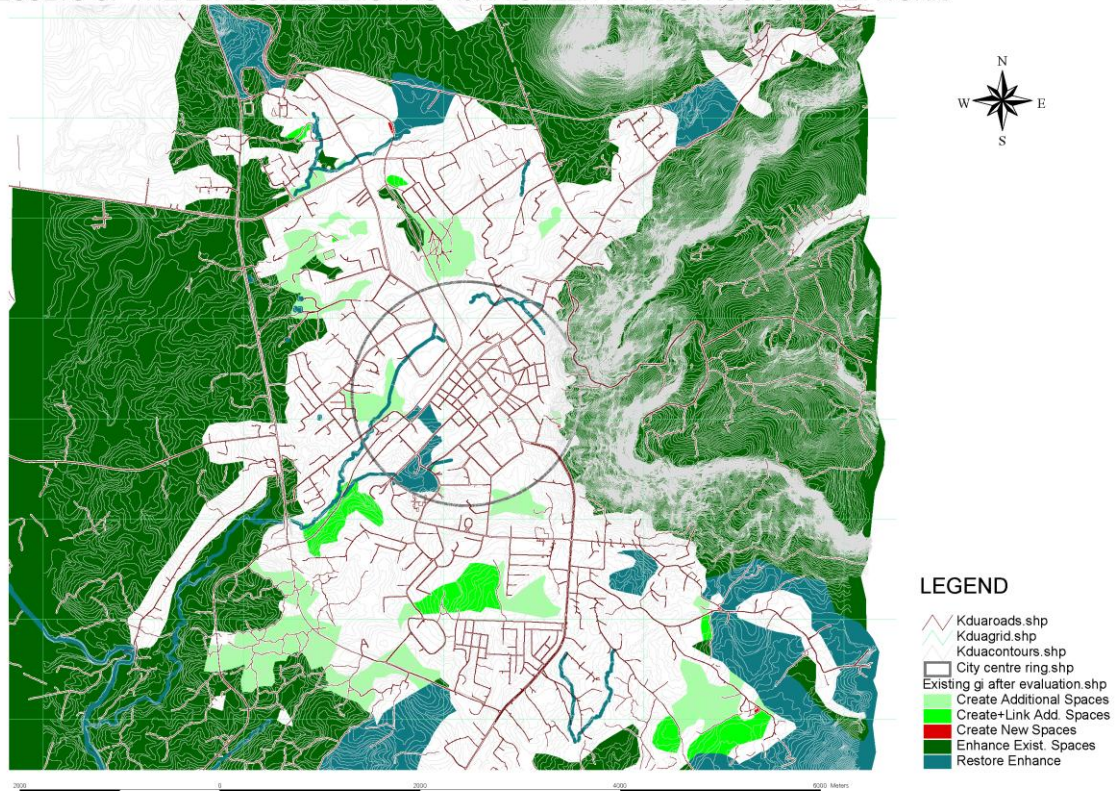 N
W E
S
LEGEND
Kduaroads.shp
Kduagrid.shp
Kduacontours.shp
City centre ring.shp
Existing gi after evaluation.shp
Create Additional Spaces
Create+Link Add. Spaces
Create New Spaces
Enhance Exist. Spaces
Restore Enhance
2000 0 2000 4000 6000 Meters